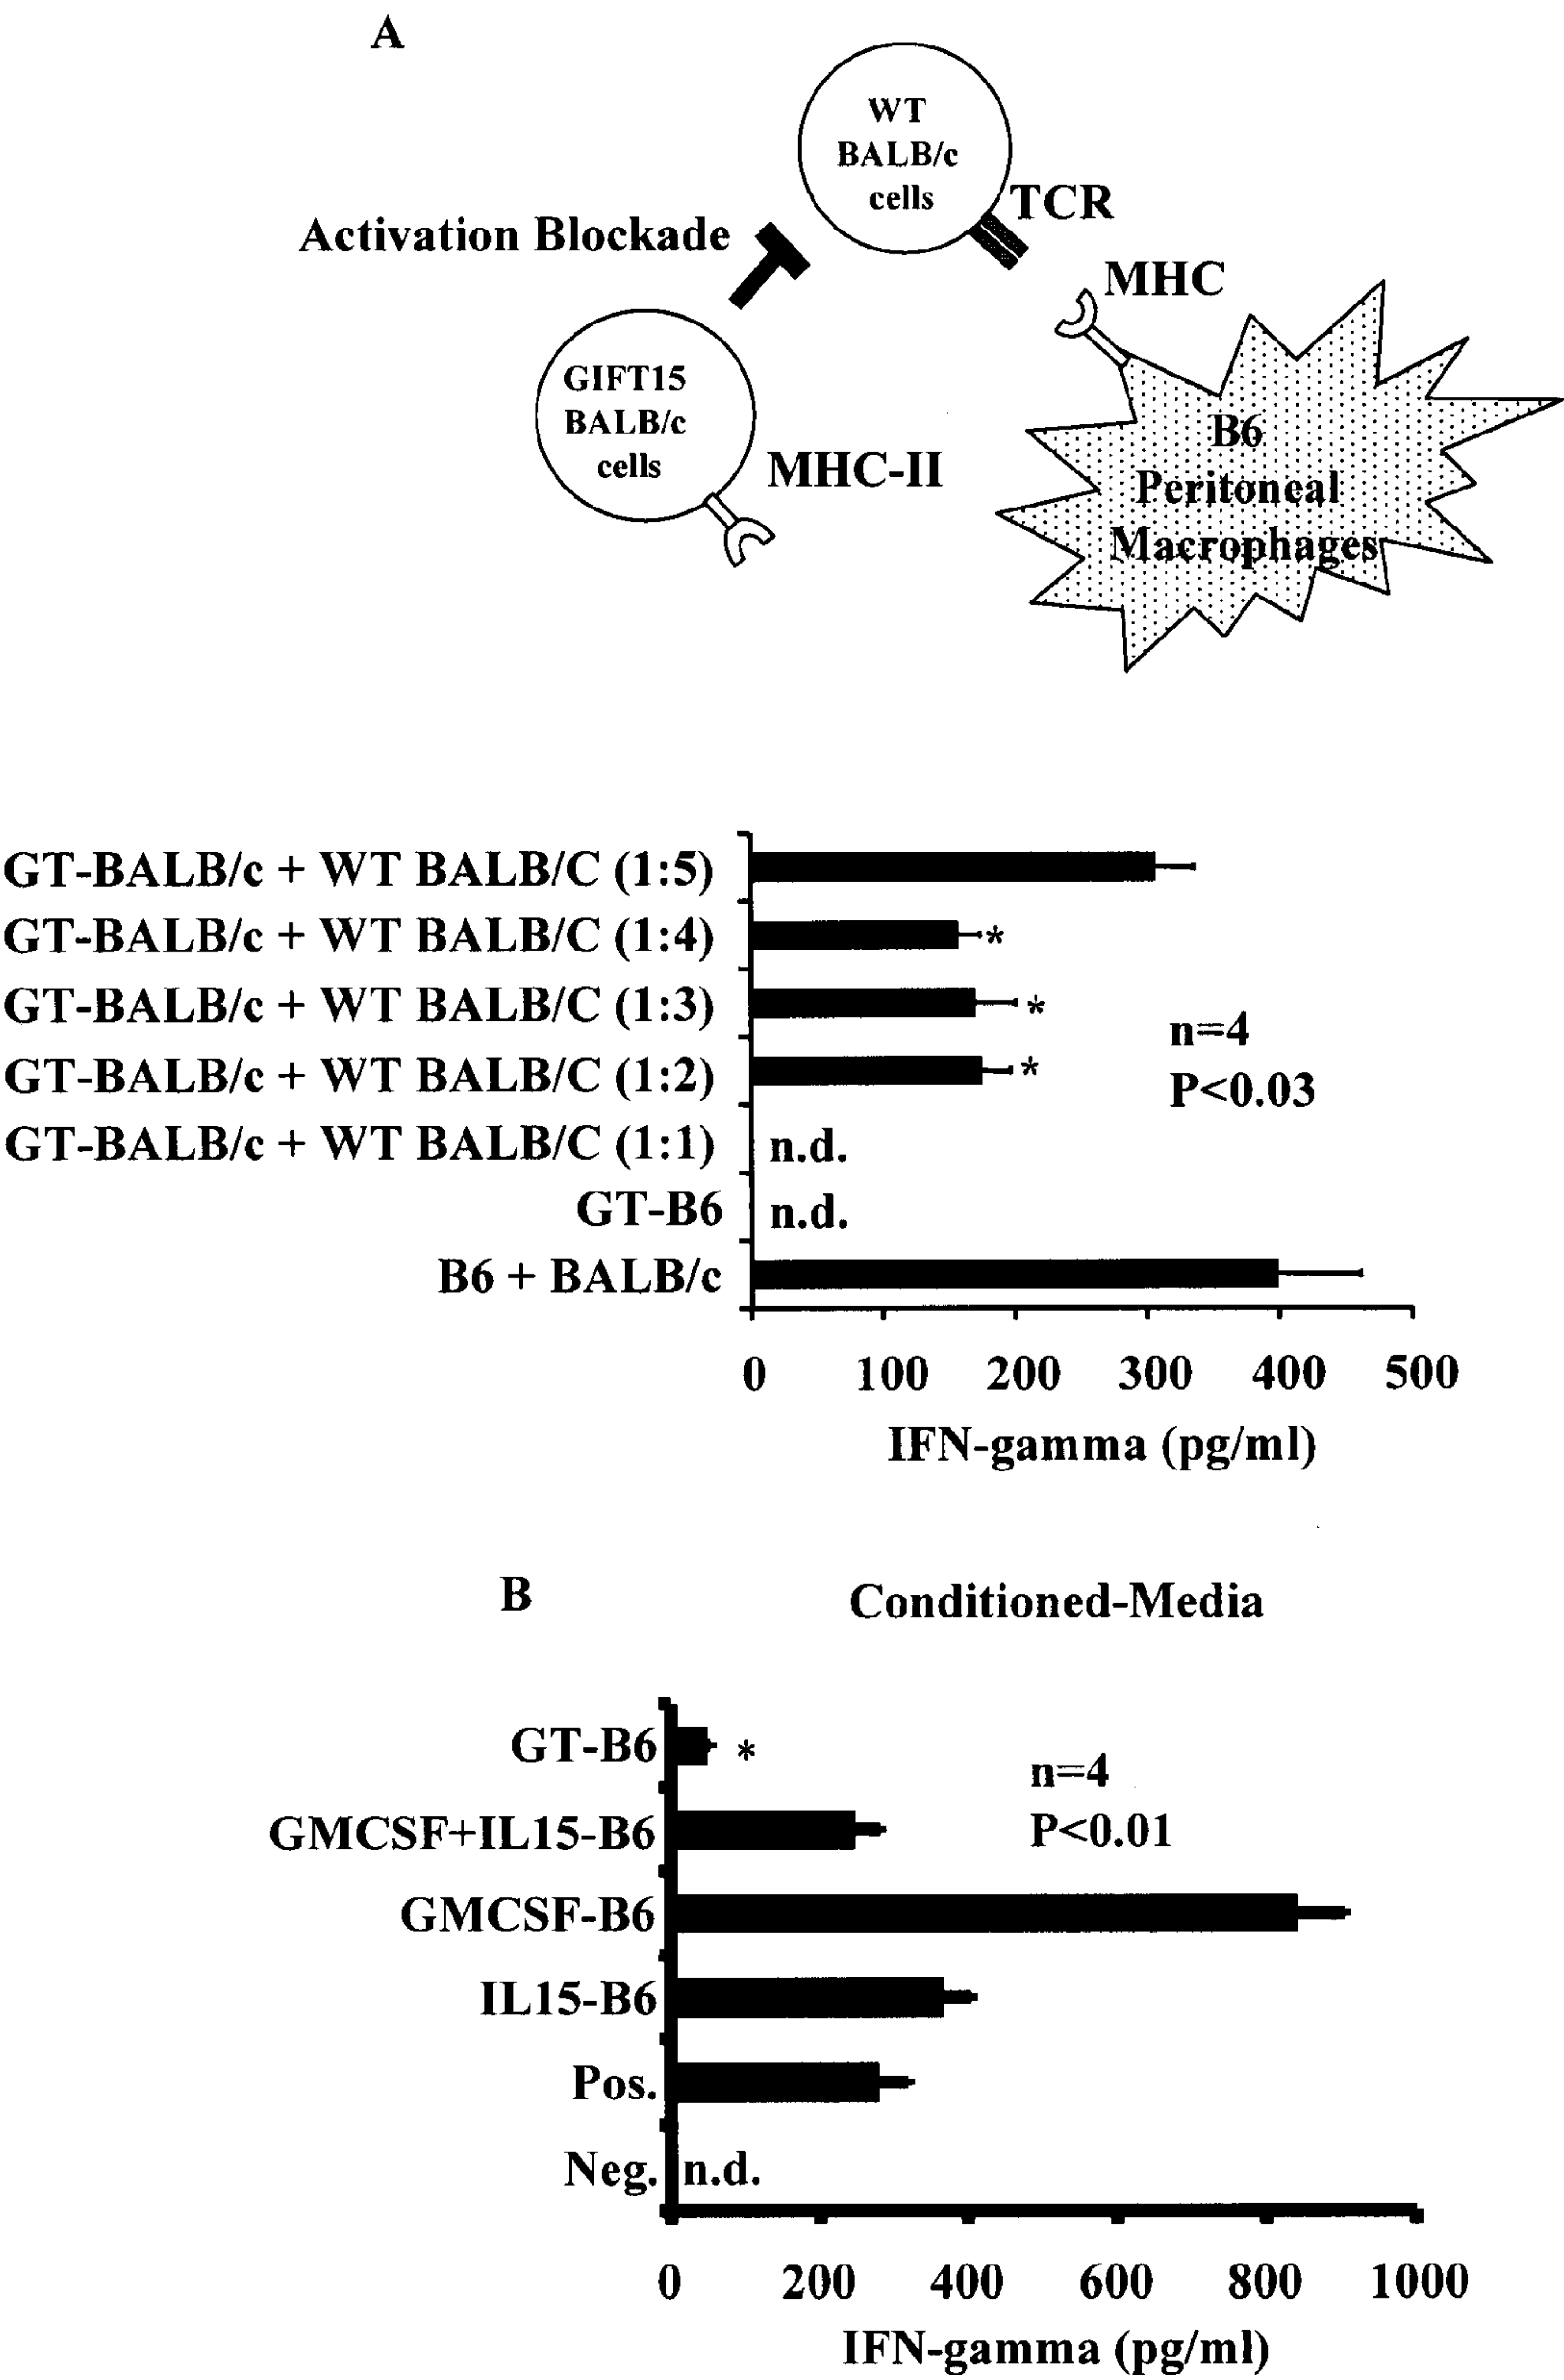 A
WT
BALB/c
cells
TCR
Activation Blockade
MHC
GIFT15
BALB/c
cells
MHC-II
B6
Peritoneal
Macrophages
GT-BALB/c + WT BALB/C (1:5)
GT-BALB/c + WT BALB/C (1:4) *
GT-BALB/c + WT BALB/C (1:3) *
n=4
GT-BALB/c + WT BALB/C (1:2) *
P<0.03
GT-BALB/c + WT BALB/C (1:1) n.d.
GT-B6 n.d.
B6 + BALB/c
0 100 200 300 400 500
IFN-gamma (pg/ml)
B Conditioned-Media
GT-B6 *
n=4
GMCSF+IL15-B6
P<0.01
GMCSF-B6
IL15-B6
Pos.
Neg. n.d.
0 200 400 600 800 1000
IFN-gamma (pg/ml)